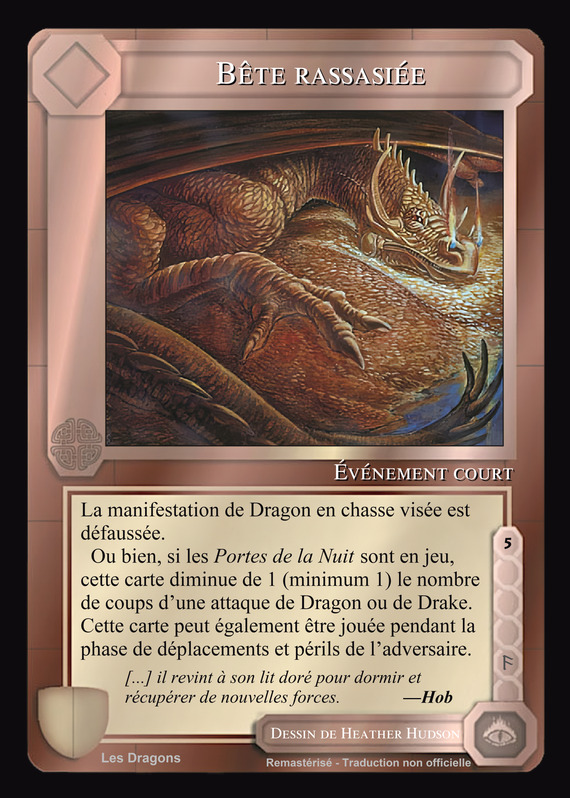 BÊTE RASSASIÉE
ÉVÉNEMENT COURT
La manifestation de Dragon en chasse visée est
défaussée.
Ou bien, si les Portes de la Nuit sont en jeu,
cette carte diminue de 1 (minimum 1) le nombre
de coups d’une attaque de Dragon ou de Drake.
Cette carte peut également être jouée pendant la
phase de déplacements et périls de l’adversaire.
5
[...] il revint à son lit doré pour dormir et
récupérer de nouvelles forces. —Hob
DESSIN DE HEATHER HUDSON
Les Dragons
Remastérisé - Traduction non officielle